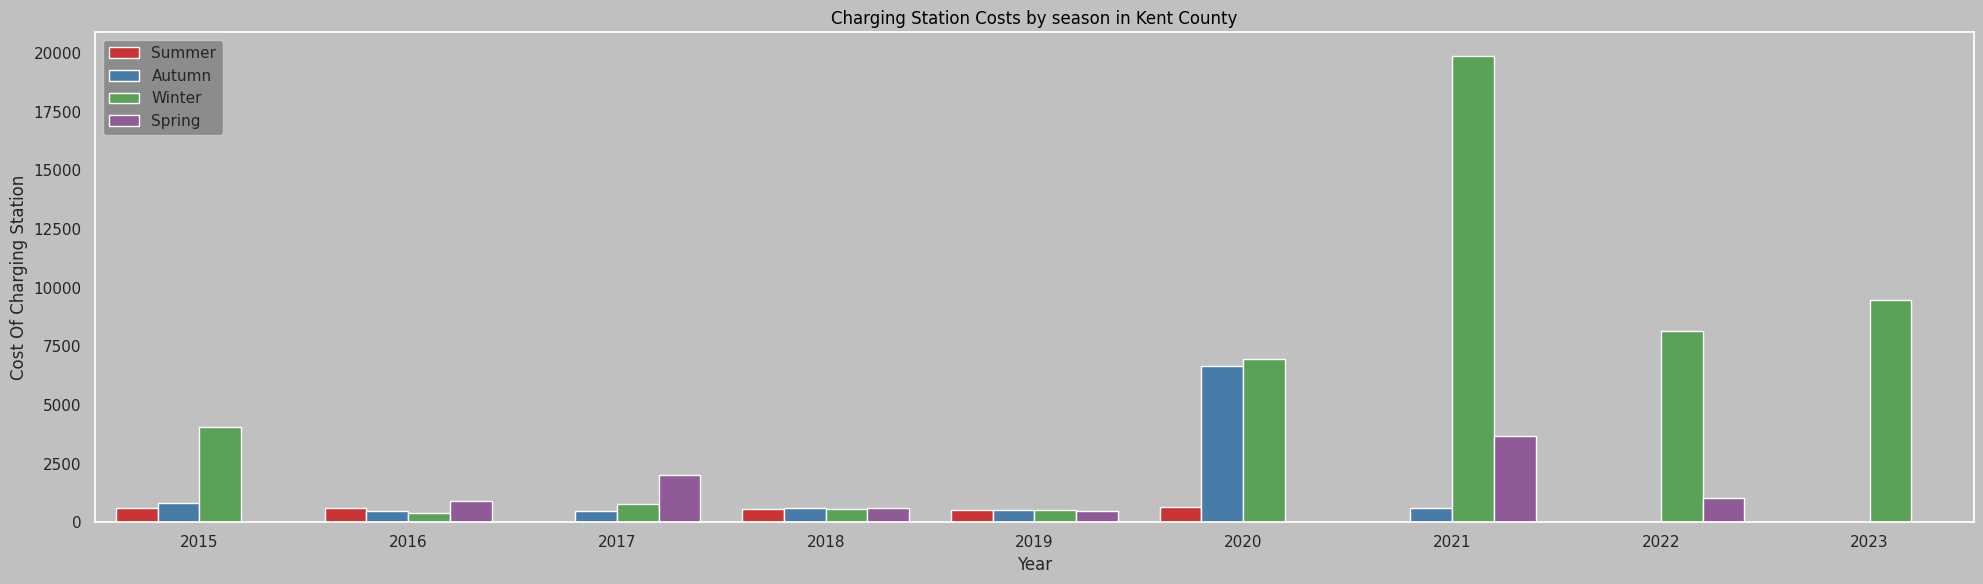 Charging Station Costs by season in Kent County
Summer
Autumn
Winter
Spring
20000
17500
15000
12500
10000
7500
5000
2500
0
Cost Of Charging Station
2015 2016 2017 2018 2019 2020 2021 2022 2023
Year